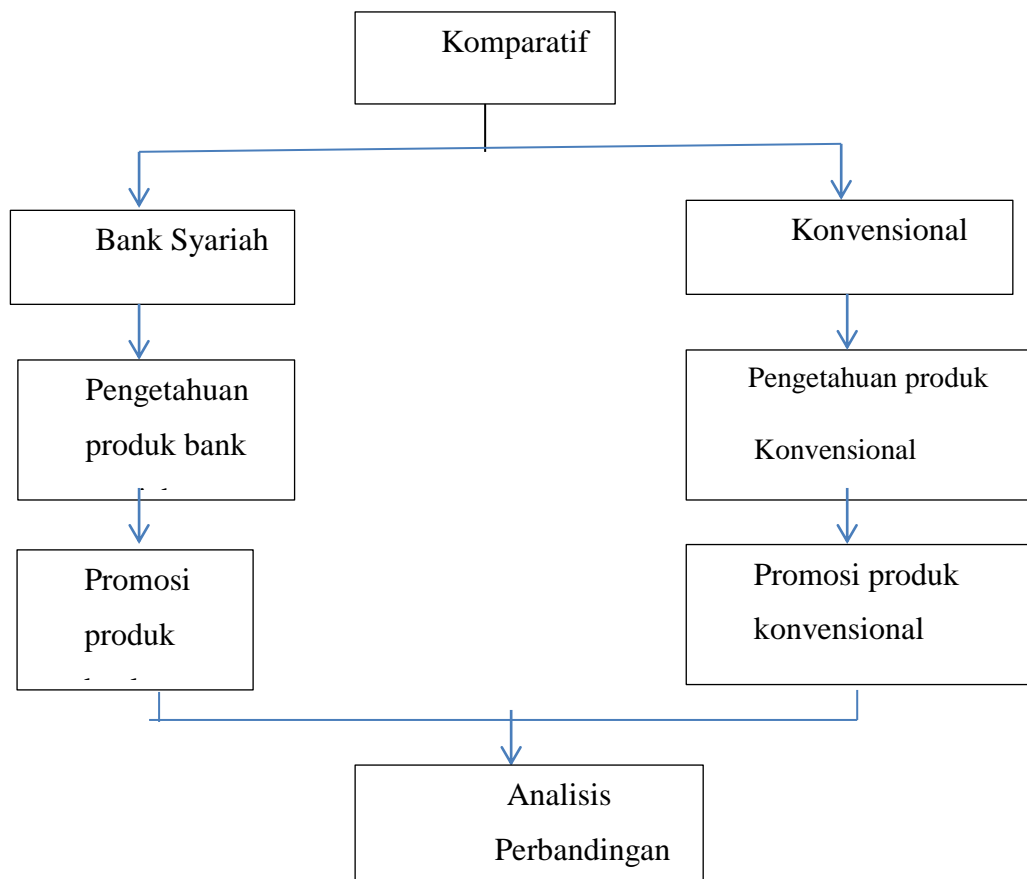 Komparatif
Bank Syariah
Konvensional
Pengetahuan
produk bank
Pengetahuan produk
Konvensional
Promosi
produk
Promosi produk
konvensional
Analisis
Perbandingan